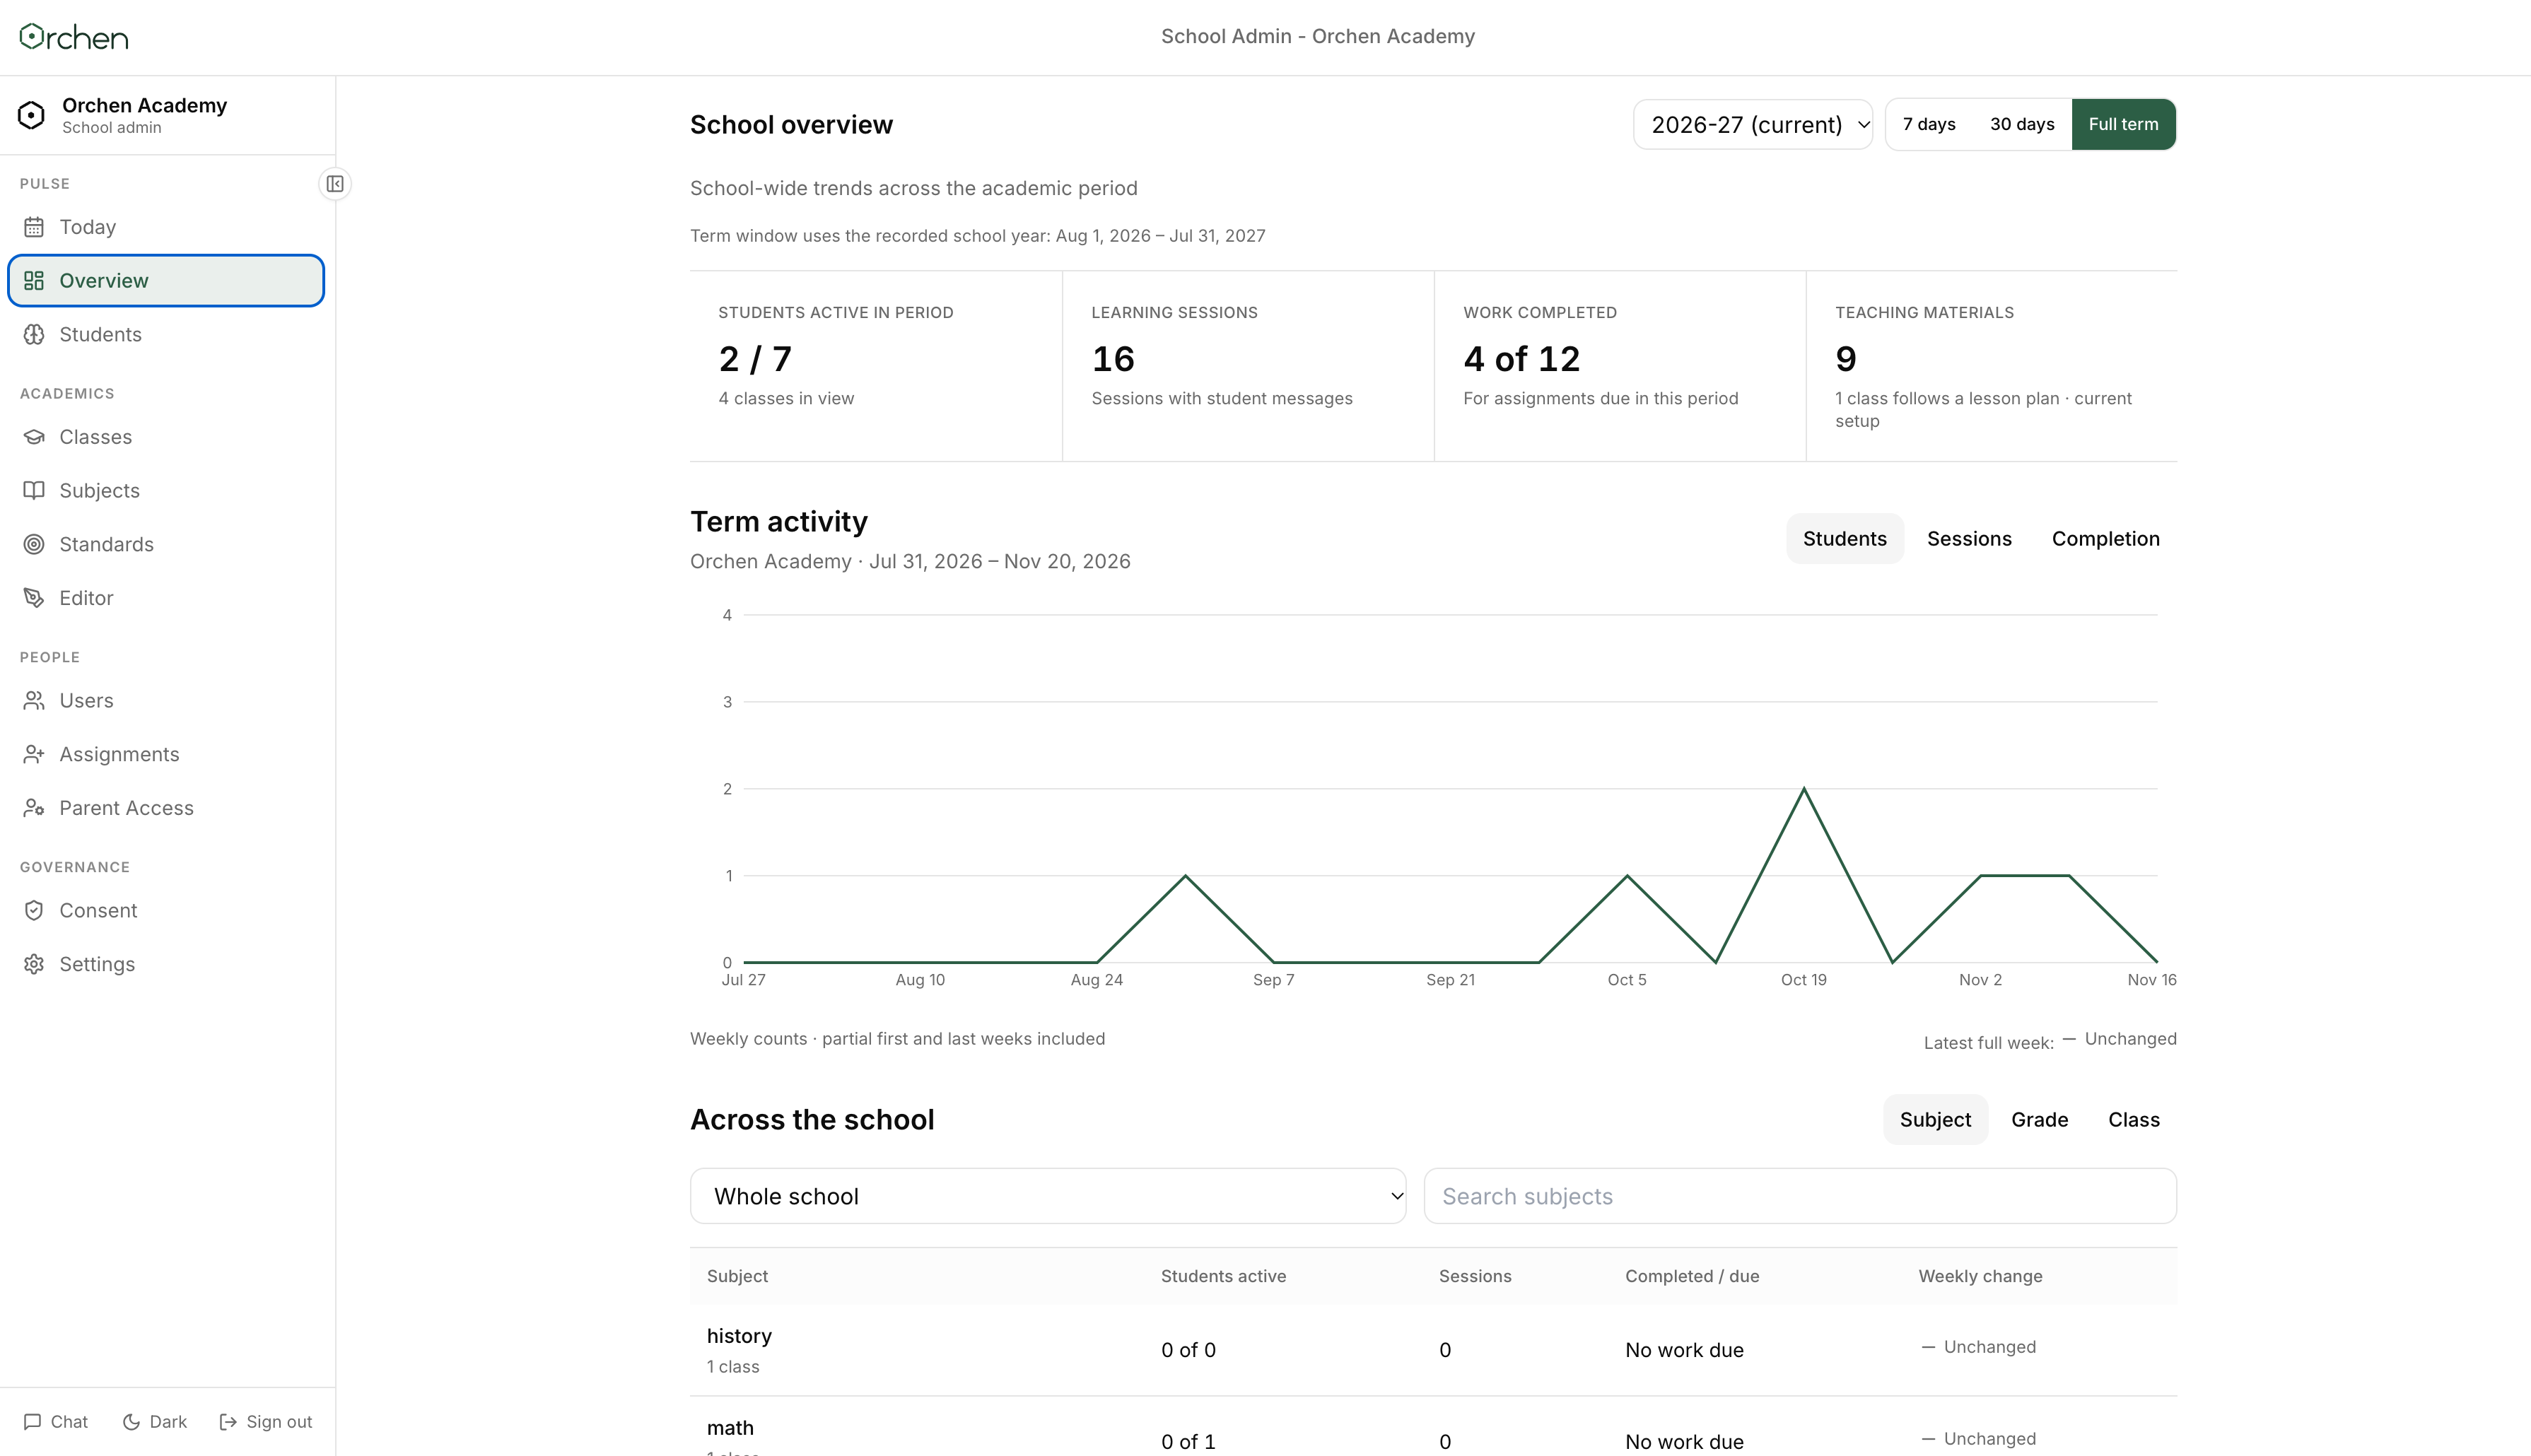 Orchen
School Admin - Orchen Academy
Orchen Academy
School admin
PULSE
Today
Overview
Students
ACADEMICS
Classes
Subjects
Standards
Editor
PEOPLE
Users
Assignments
Parent Access
GOVERNANCE
Consent
Settings
Chat
Dark
Sign out
School overview
2026-27 (current)
7 days
30 days
Full term
School-wide trends across the academic period
Term window uses the recorded school year: Aug 1, 2026 – Jul 31, 2027
STUDENTS ACTIVE IN PERIOD
2 / 7
4 classes in view
LEARNING SESSIONS
16
Sessions with student messages
WORK COMPLETED
4 of 12
For assignments due in this period
TEACHING MATERIALS
9
1 class follows a lesson plan · current
setup
Term activity
Orchen Academy · Jul 31, 2026 – Nov 20, 2026
Students
Sessions
Completion
4
3
2
1
0
Jul 27 Aug 10 Aug 24 Sep 7 Sep 21 Oct 5 Oct 19 Nov 2 Nov 16
Weekly counts · partial first and last weeks included
Latest full week: — Unchanged
Across the school
Subject
Grade
Class
Whole school
Search subjects
Subject Students active Sessions Completed / due Weekly change
history
1 class
0 of 0 0 No work due — Unchanged
math
0 of 1 0 No work due — Unchanged